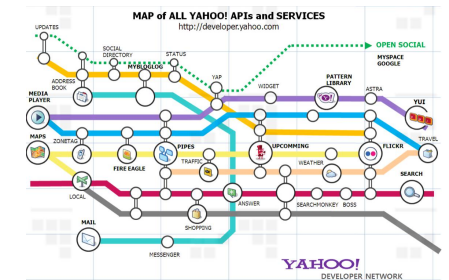 MAP of ALL YAHOO! APIs and SERVICES
http://developer.yahoo.com
UPDATES
SOCIAL
DIRECTORY
STATUS
OPEN SOCIAL
MYBLOGLOG
MYSPACE
GOOGLE
ADDRESS
BOOK
YAP
WIDGET
PATTERN
LIBRARY
ASTRA
MEDIA
PLAYER
YUI
MAPS
ZONETAG
PIPES
UPCOMMING
FLICKR
TRAVEL
FIRE EAGLE
TRAFFIC
WEATHER
SEARCH
LOCAL
ANSWER
SEARCHMONKEY
BOSS
MAIL
SHOPPING
MESSENGER
YAHOO!
DEVELOPER NETWORK